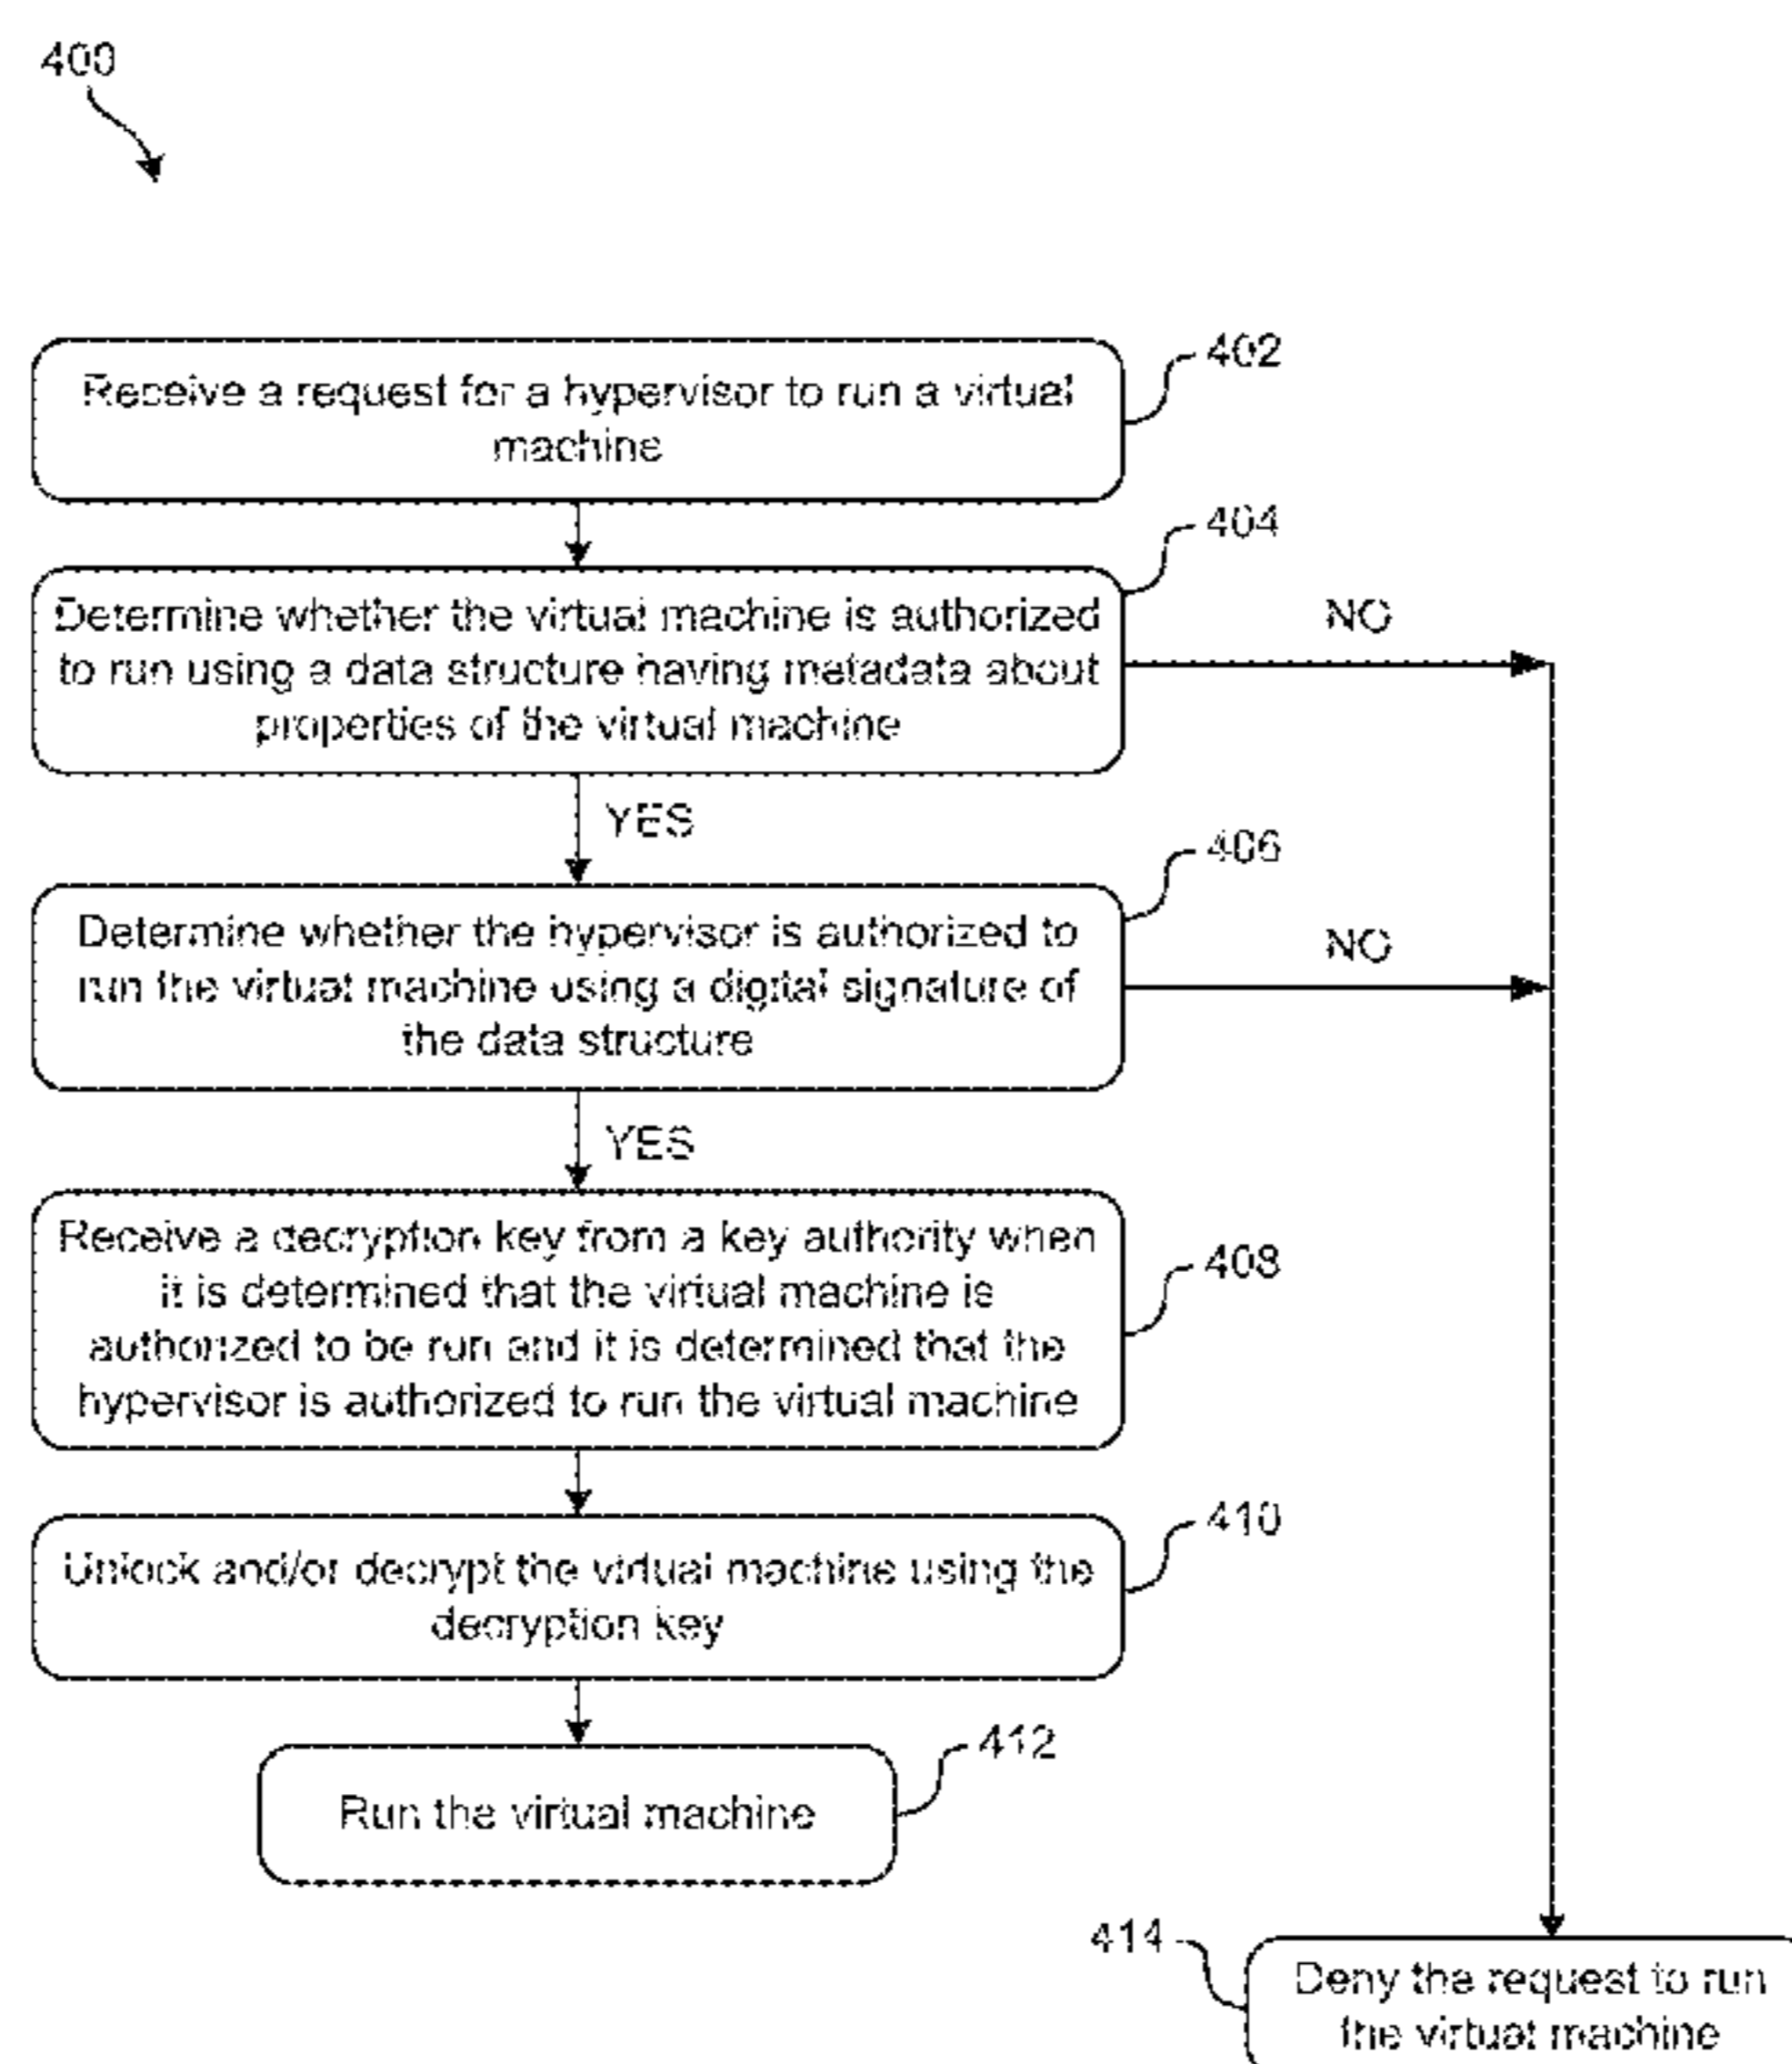 400
402
Receive a request for a hypervisor to run a virtual
machine
404
Determine whether the virtual machine is authorized
to run using a data structure having metadata about
properties of the virtual machine
NO
YES
406
Determine whether the hypervisor is authorized to
run the virtual machine using a digital signature of
the data structure
NO
YES
Receive a decryption key from a key authority when
it is determined that the virtual machine is
authorized to be run and it is determined that the
hypervisor is authorized to run the virtual machine
408
410
Unlock and/or decrypt the virtual machine using the
decryption key
412
Run the virtual machine
414
Deny the request to run
the virtual machine